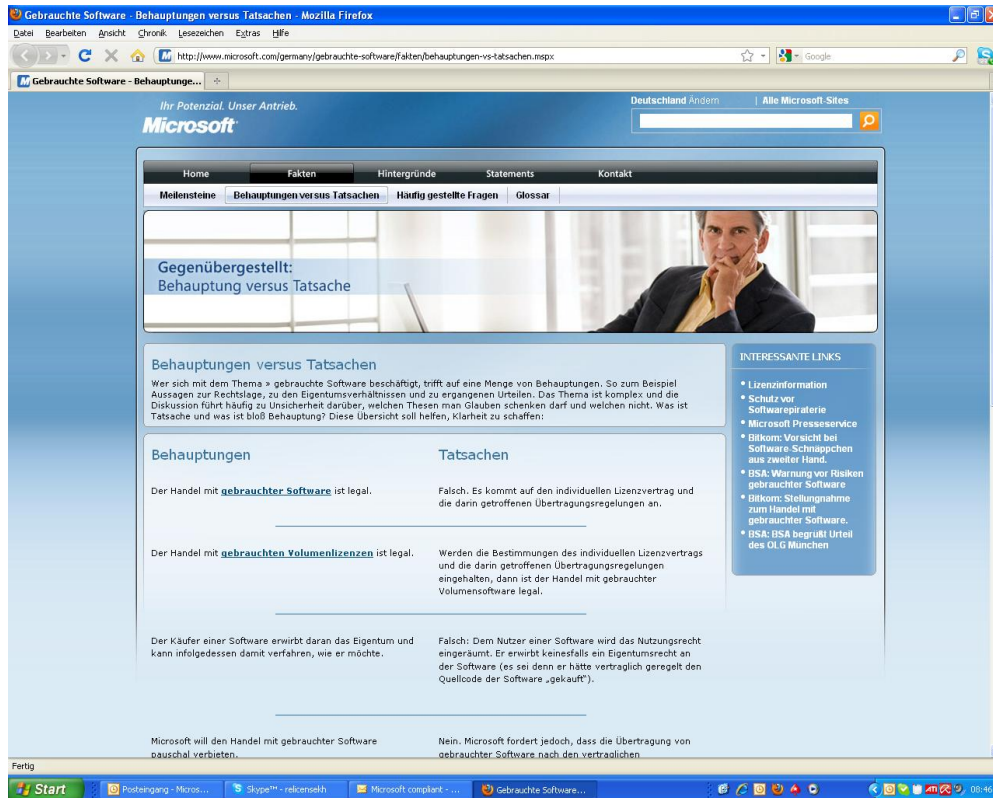 Gebrauchte Software - Behauptungen versus Tatsachen - Mozilla Firefox
Datei Bearbeiten Ansicht Chronik Lesezeichen Extras Hilfe
http://www.microsoft.com/germany/gebrauchte-software/fakten/behauptungen-vs-tatsachen.mspx
Google
Gebrauchte Software - Behauptunge...
Ihr Potenzial. Unser Antrieb.
Microsoft
Deutschland Ändern | Alle Microsoft-Sites
Home Fakten Hintergründe Statements Kontakt
Meilensteine Behauptungen versus Tatsachen Häufig gestellte Fragen Glossar
Gegenübergestellt:
Behauptung versus Tatsache
Behauptungen versus Tatsachen
Wer sich mit dem Thema » gebrauchte Software beschäftigt, trifft auf eine Menge von Behauptungen. So zum Beispiel
Aussagen zur Rechtslage, zu den Eigentumsverhältnissen und zu ergangenen Urteilen. Das Thema ist komplex und die
Diskussion führt häufig zu Unsicherheit darüber, welchen Thesen man Glauben schenken darf und welchen nicht. Was ist
Tatsache und was ist bloß Behauptung? Diese Übersicht soll helfen, Klarheit zu schaffen:
Behauptungen
Tatsachen
Der Handel mit gebrauchter Software ist legal.
Falsch. Es kommt auf den individuellen Lizenzvertrag und
die darin getroffenen Übertragungsregelungen an.
Der Handel mit gebrauchten Volumenlizenzen ist legal.
Werden die Bestimmungen des individuellen Lizenzvertrags
und die darin getroffenen Übertragungsregelungen
eingehalten, dann ist der Handel mit gebrauchter
Volumensoftware legal.
Der Käufer einer Software erwirbt daran das Eigentum und
kann infolgedessen damit verfahren, wie er möchte.
Falsch: Dem Nutzer einer Software wird das Nutzungsrecht
eingeräumt. Er erwirbt keinesfalls ein Eigentumsrecht an
der Software (es sei denn er hätte vertraglich geregelt den
Quellcode der Software „gekauft").
Microsoft will den Handel mit gebrauchter Software
pauschal verbieten.
Nein. Microsoft fordert jedoch, dass die Übertragung von
gebrauchter Software nach den vertraglichen
INTERESSANTE LINKS
Lizenzinformation
Schutz vor
Softwarepiraterie
Microsoft Presseservice
Bitkom: Vorsicht bei
Software-Schnäppchen
aus zweiter Hand.
BSA: Warnung vor Risiken
gebrauchter Software
Bitkom: Stellungnahme
zum Handel mit
gebrauchter Software.
BSA: BSA begrüßt Urteil
des OLG München
Fertig
Start
Posteingang - Micros...
Skype™ - relicensekh
Microsoft compliant - ...
Gebrauchte Software...
08:46